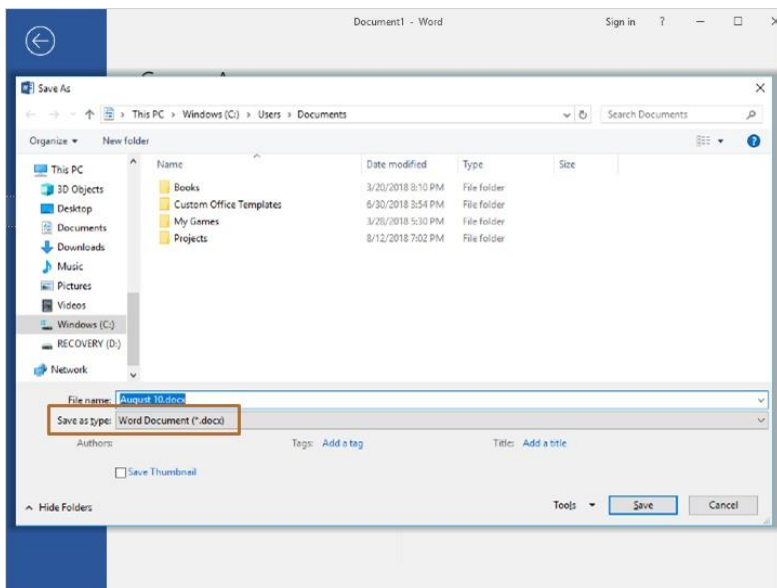 Document1 - Word
Sign in ?
Save As
This PC > Windows (C:) > Users > Documents
Search Documents
Organize
New folder
?
Name Date modified Type Size
This PC
3D Objects
Desktop
Documents
Downloads
Music
Pictures
Videos
Windows (C:)
RECOVERY (D:)
Network
Books 3/20/2018 8:10 PM File folder
Custom Office Templates 6/30/2018 3:54 PM File folder
My Games 3/28/2018 5:30 PM File folder
Projects 8/12/2018 7:02 PM File folder
File name: August 10.docx
Save as type: Word Document (*.docx)
Authors: Tags: Add a tag Title: Add a title
Save Thumbnail
Hide Folders
Tools Save Cancel